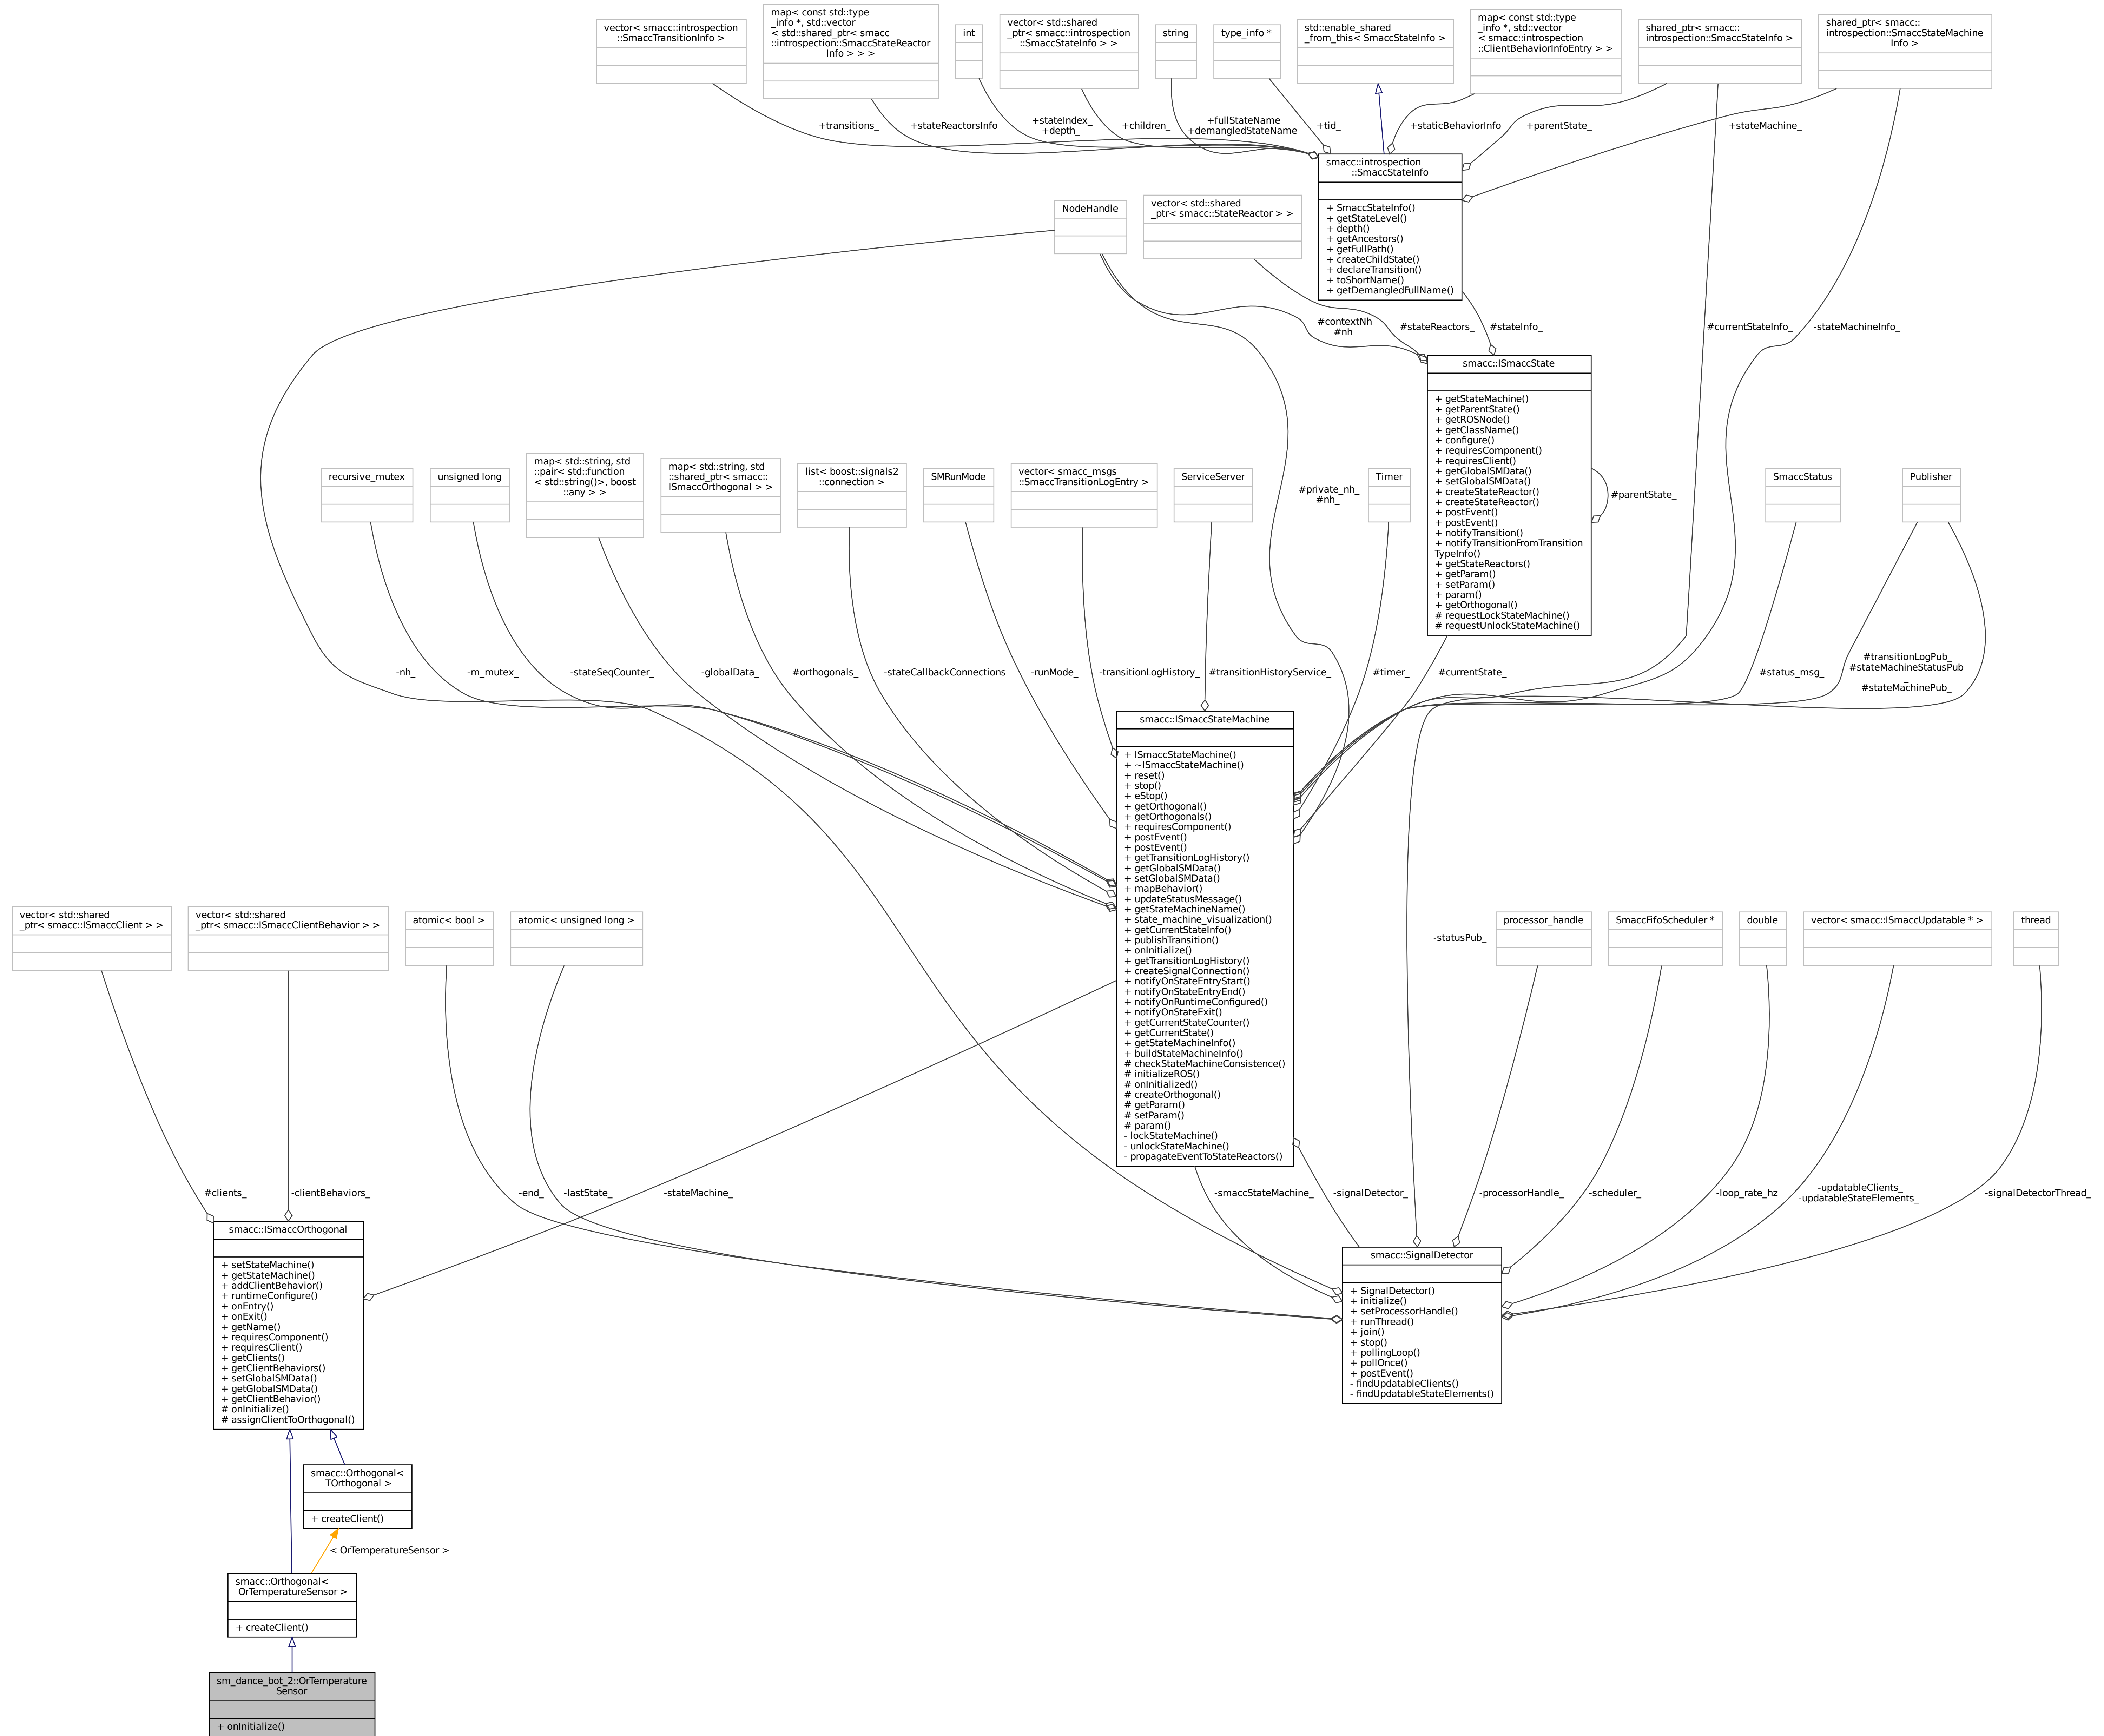 vector< smacc::introspection
::SmaccTransitionInfo >
map< const std::type
_info *, std::vector
< std::shared_ptr< smacc
::introspection::SmaccStateReactor
Info > > >
int
vector< std::shared
_ptr< smacc::introspection
::SmaccStateInfo > >
string
type_info *
std::enable_shared
_from_this< SmaccStateInfo >
map< const std::type
_info *, std::vector
< smacc::introspection
::ClientBehaviorInfoEntry > >
shared_ptr< smacc::
introspection::SmaccStateInfo >
shared_ptr< smacc::
introspection::SmaccStateMachine
Info >
+transitions_
+stateReactorsInfo
+stateIndex_
+depth_
+children_
+fullStateName
+demangledStateName
+tid_
+staticBehaviorInfo
+parentState_
+stateMachine_
smacc::introspection
::SmaccStateInfo
+ SmaccStateInfo()
+ getStateLevel()
+ depth()
+ getAncestors()
+ getFullPath()
+ createChildState()
+ declareTransition()
+ toShortName()
+ getDemangledFullName()
NodeHandle
vector< std::shared
_ptr< smacc::StateReactor > >
#contextNh
#nh
#stateReactors_
#stateInfo_
#currentStateInfo_
-stateMachineInfo_
smacc::ISmaccState
+ getStateMachine()
+ getParentState()
+ getROSNode()
+ getClassName()
+ configure()
+ requiresComponent()
+ requiresClient()
+ getGlobalSMData()
+ setGlobalSMData()
+ createStateReactor()
+ createStateReactor()
+ postEvent()
+ postEvent()
+ notifyTransition()
+ notifyTransitionFromTransition
TypeInfo()
+ getStateReactors()
+ getParam()
+ setParam()
+ param()
+ getOrthogonal()
# requestLockStateMachine()
# requestUnlockStateMachine()
#parentState_
recursive_mutex
unsigned long
map< std::string, std
::pair< std::function
< std::string()>, boost
::any > >
map< std::string, std
::shared_ptr< smacc::
ISmaccOrthogonal > >
list< boost::signals2
::connection >
SMRunMode
vector< smacc_msgs
::SmaccTransitionLogEntry >
ServiceServer
#private_nh_
#nh_
Timer
SmaccStatus
Publisher
-nh_
-m_mutex_
-stateSeqCounter_
-globalData_
#orthogonals_
-stateCallbackConnections
-runMode_
-transitionLogHistory_
#transitionHistoryService_
#timer_
#currentState_
#status_msg_
#transitionLogPub_
#stateMachineStatusPub
_
#stateMachinePub_
smacc::ISmaccStateMachine
+ ISmaccStateMachine()
+ ~ISmaccStateMachine()
+ reset()
+ stop()
+ eStop()
+ getOrthogonal()
+ getOrthogonals()
+ requiresComponent()
+ postEvent()
+ postEvent()
+ getTransitionLogHistory()
+ getGlobalSMData()
+ setGlobalSMData()
+ mapBehavior()
+ updateStatusMessage()
+ getStateMachineName()
+ state_machine_visualization()
+ getCurrentStateInfo()
+ publishTransition()
+ onInitialize()
+ getTransitionLogHistory()
+ createSignalConnection()
+ notifyOnStateEntryStart()
+ notifyOnStateEntryEnd()
+ notifyOnRuntimeConfigured()
+ notifyOnStateExit()
+ getCurrentStateCounter()
+ getCurrentState()
+ getStateMachineInfo()
+ buildStateMachineInfo()
# checkStateMachineConsistence()
# initializeROS()
# onInitialized()
# createOrthogonal()
# getParam()
# setParam()
# param()
- lockStateMachine()
- unlockStateMachine()
- propagateEventToStateReactors()
vector< std::shared
_ptr< smacc::ISmaccClient > >
vector< std::shared
_ptr< smacc::ISmaccClientBehavior > >
atomic< bool >
atomic< unsigned long >
-statusPub_
processor_handle
SmaccFifoScheduler *
double
vector< smacc::ISmaccUpdatable * >
thread
#clients_
-clientBehaviors_
-end_
-lastState_
-stateMachine_
-smaccStateMachine_
-signalDetector_
-processorHandle_
-scheduler_
-loop_rate_hz
-updatableClients_
-updatableStateElements_
-signalDetectorThread_
smacc::ISmaccOrthogonal
+ setStateMachine()
+ getStateMachine()
+ addClientBehavior()
+ runtimeConfigure()
+ onEntry()
+ onExit()
+ getName()
+ requiresComponent()
+ requiresClient()
+ getClients()
+ getClientBehaviors()
+ setGlobalSMData()
+ getGlobalSMData()
+ getClientBehavior()
# onInitialize()
# assignClientToOrthogonal()
smacc::SignalDetector
+ SignalDetector()
+ initialize()
+ setProcessorHandle()
+ runThread()
+ join()
+ stop()
+ pollingLoop()
+ pollOnce()
+ postEvent()
- findUpdatableClients()
- findUpdatableStateElements()
smacc::Orthogonal<
TOrthogonal >
+ createClient()
< OrTemperatureSensor >
smacc::Orthogonal<
OrTemperatureSensor >
+ createClient()
sm_dance_bot_2::OrTemperature
Sensor
+ onInitialize()